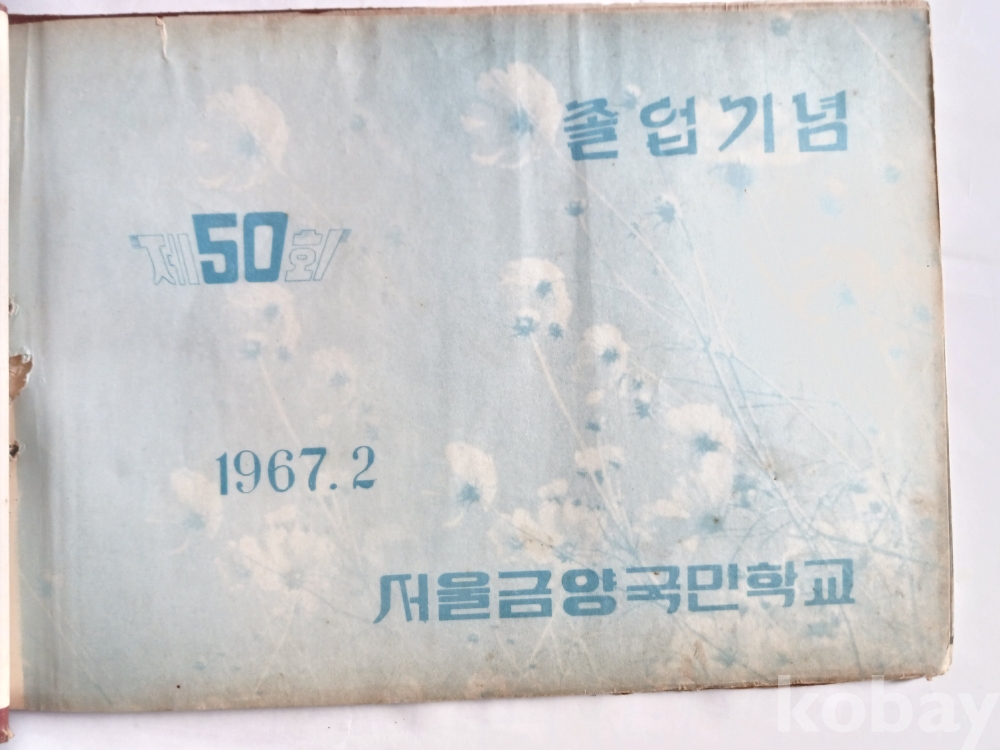 졸업기념
제50회
1967.2
서울금양국민학교
kobay